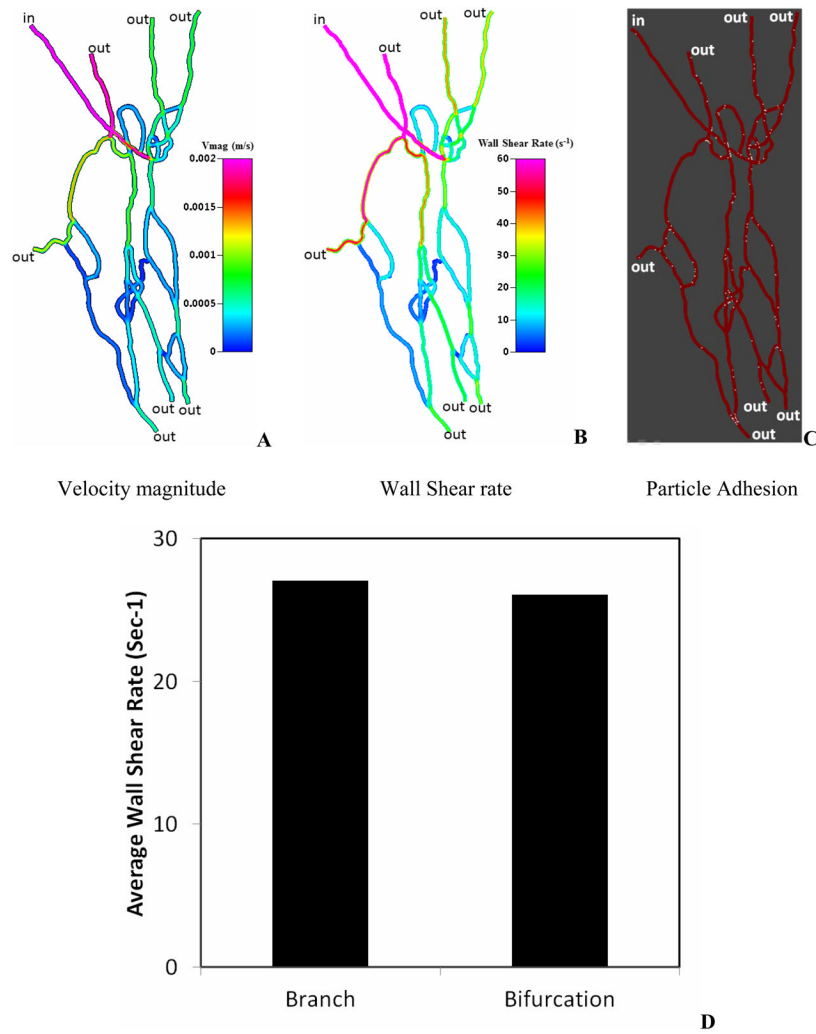 in
out
out
out
Vmag (m/s)
0.002
0.0015
0.001
0.0005
0
out
out
out
out
A
in
out
out
out
Wall Shear Rate (s-1)
60
50
40
30
20
10
0
out
out
out
out
B
in
out
out
out
out
out
out
out
C
Velocity magnitude
Wall Shear rate
Particle Adhesion
Average Wall Shear Rate (Sec-1)
30
20
10
0
Branch
Bifurcation
D